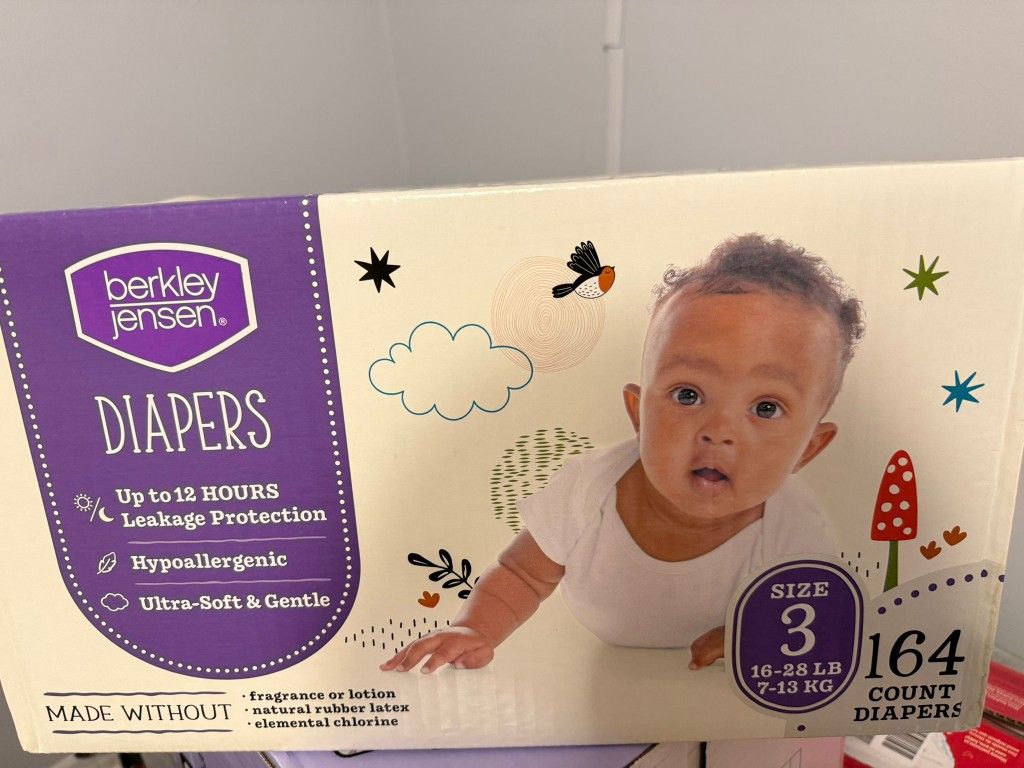 berkley
jensen®
DIAPERS
Up to 12 HOURS
Leakage Protection
Hypoallergenic
Ultra-Soft & Gentle
MADE WITHOUT
· fragrance or lotion
· natural rubber latex
· elemental chlorine
SIZE
3
16-28 LB
7-13 KG
164
COUNT
DIAPERS